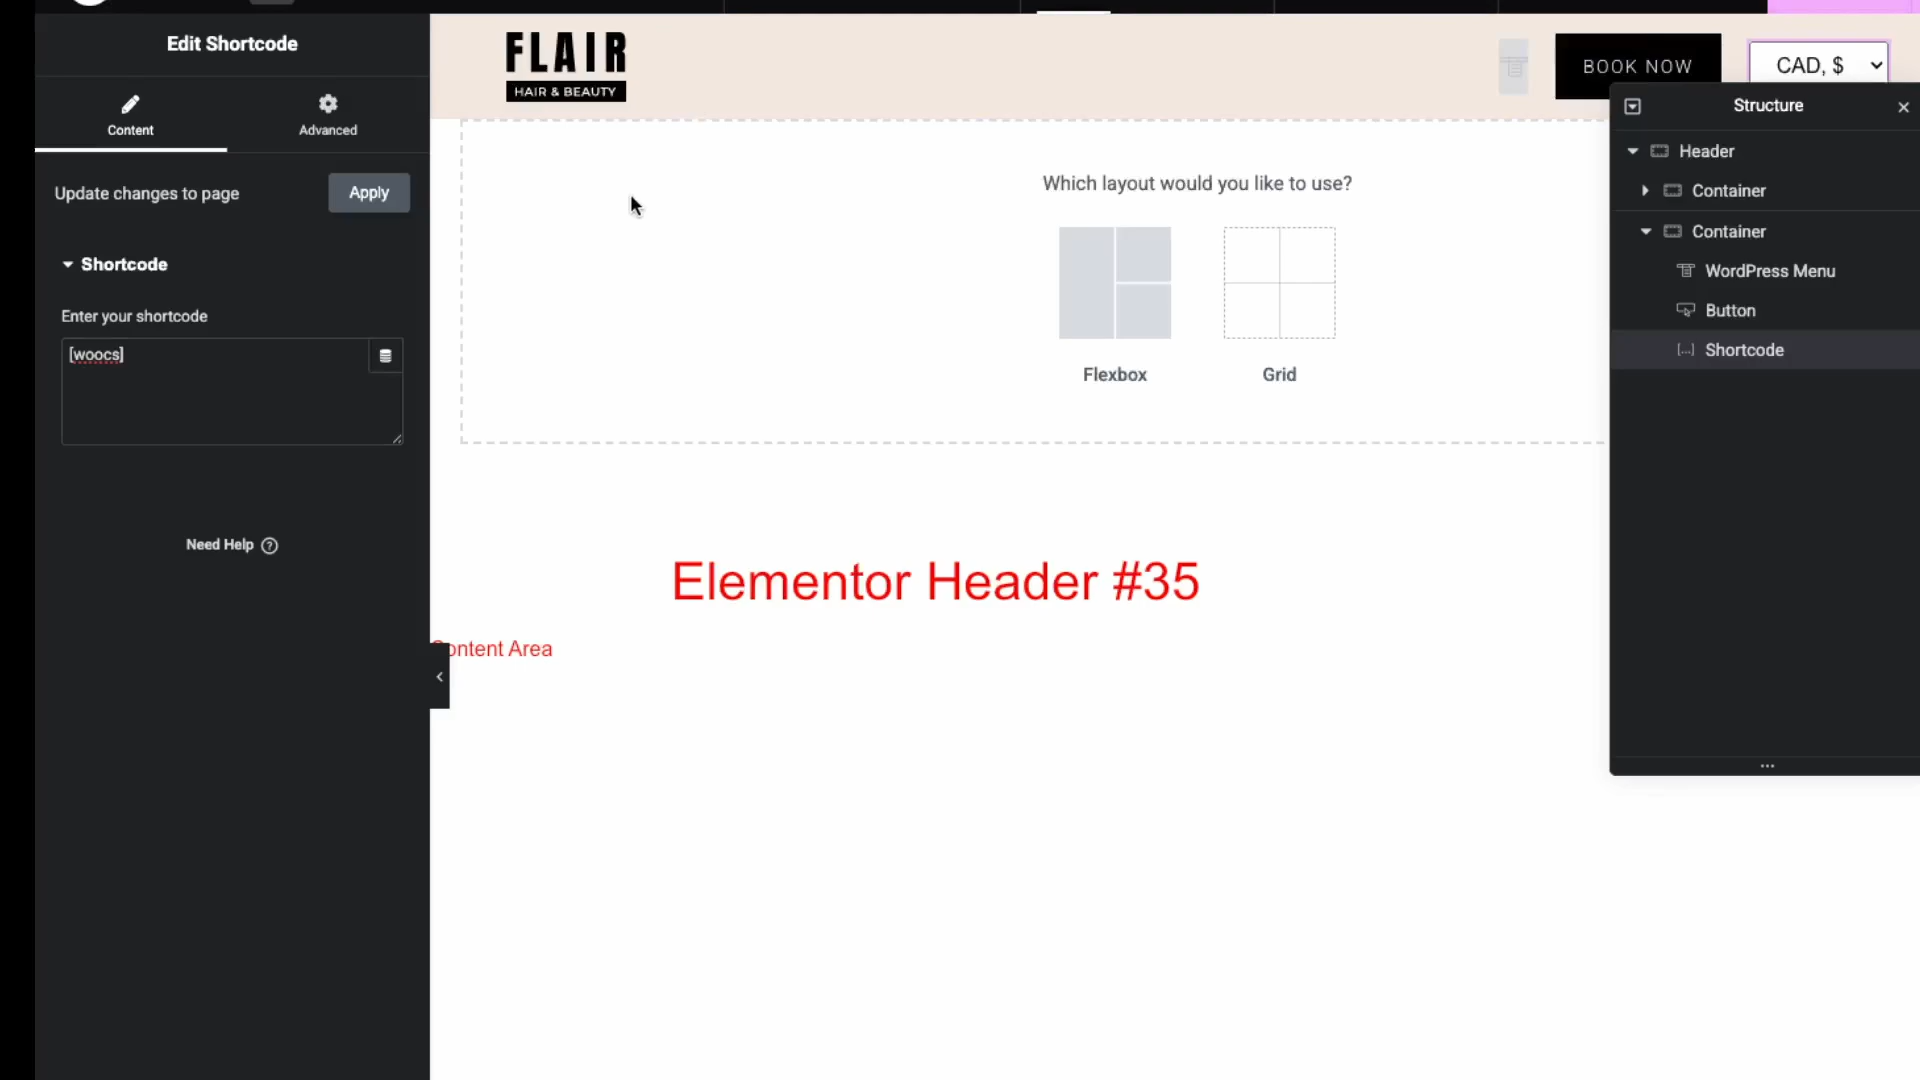 Edit Shortcode
Content
Advanced
Update changes to page
Apply
Shortcode
Enter your shortcode
[woocs]
Need Help
FLAIR
HAIR & BEAUTY
BOOK NOW
CAD, $
Which layout would you like to use?
Flexbox
Grid
Elementor Header #35
ontent Area
Structure
Header
Container
Container
WordPress Menu
Button
Shortcode